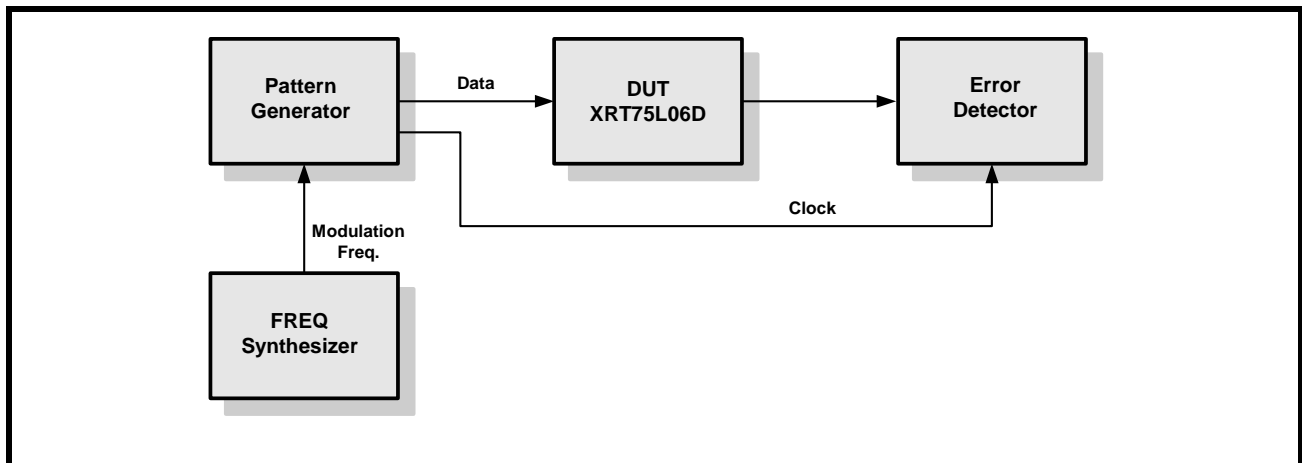 Pattern
Generator
Data
DUT
XRT75L06D
Error
Detector
Clock
Modulation
Freq.
FREQ
Synthesizer